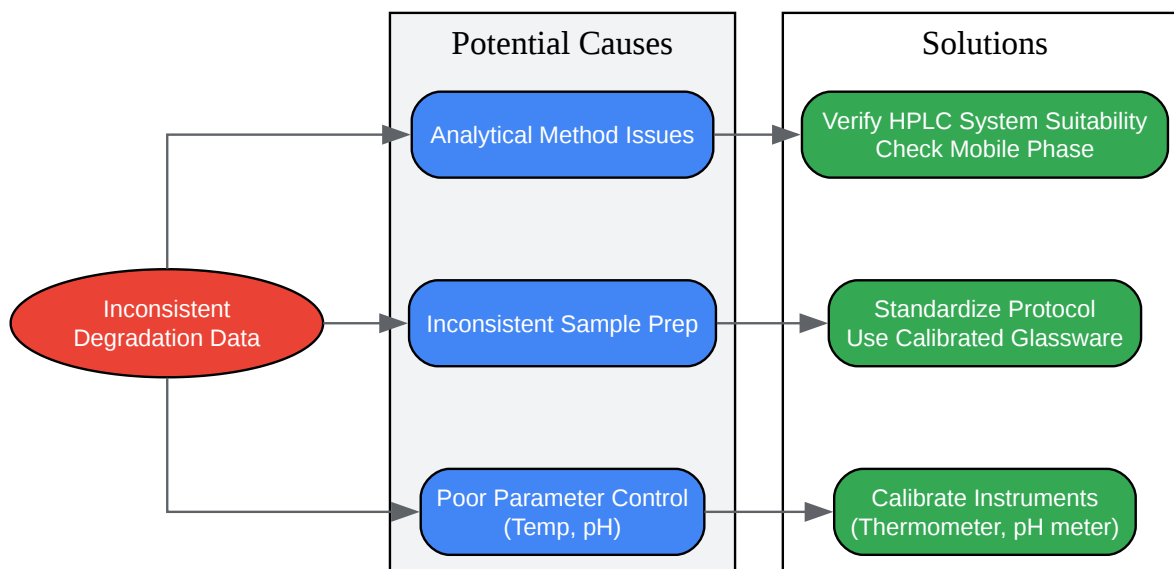 Potential Causes
Solutions
Analytical Method Issues
Verify HPLC System Suitability
Check Mobile Phase
Inconsistent
Degradation Data
Inconsistent Sample Prep
Standardize Protocol
Use Calibrated Glassware
Poor Parameter Control
(Temp, pH)
Calibrate Instruments
(Thermometer, pH meter)